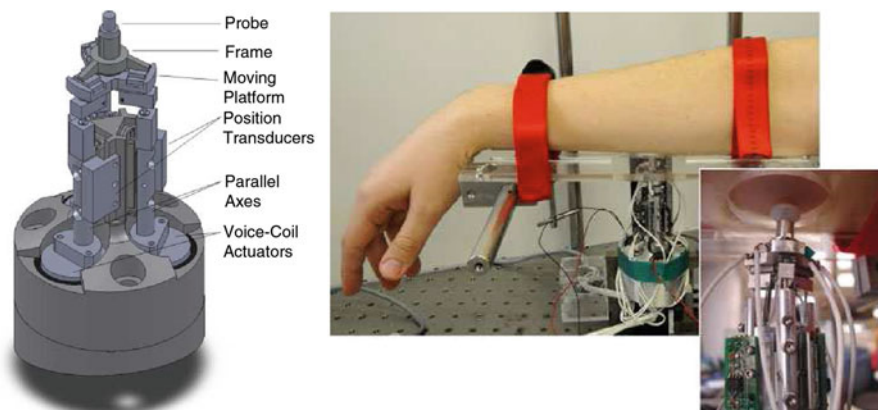 Probe
Frame
Moving
Platform
Position
Transducers
Parallel
Axes
Voice-Coil
Actuators